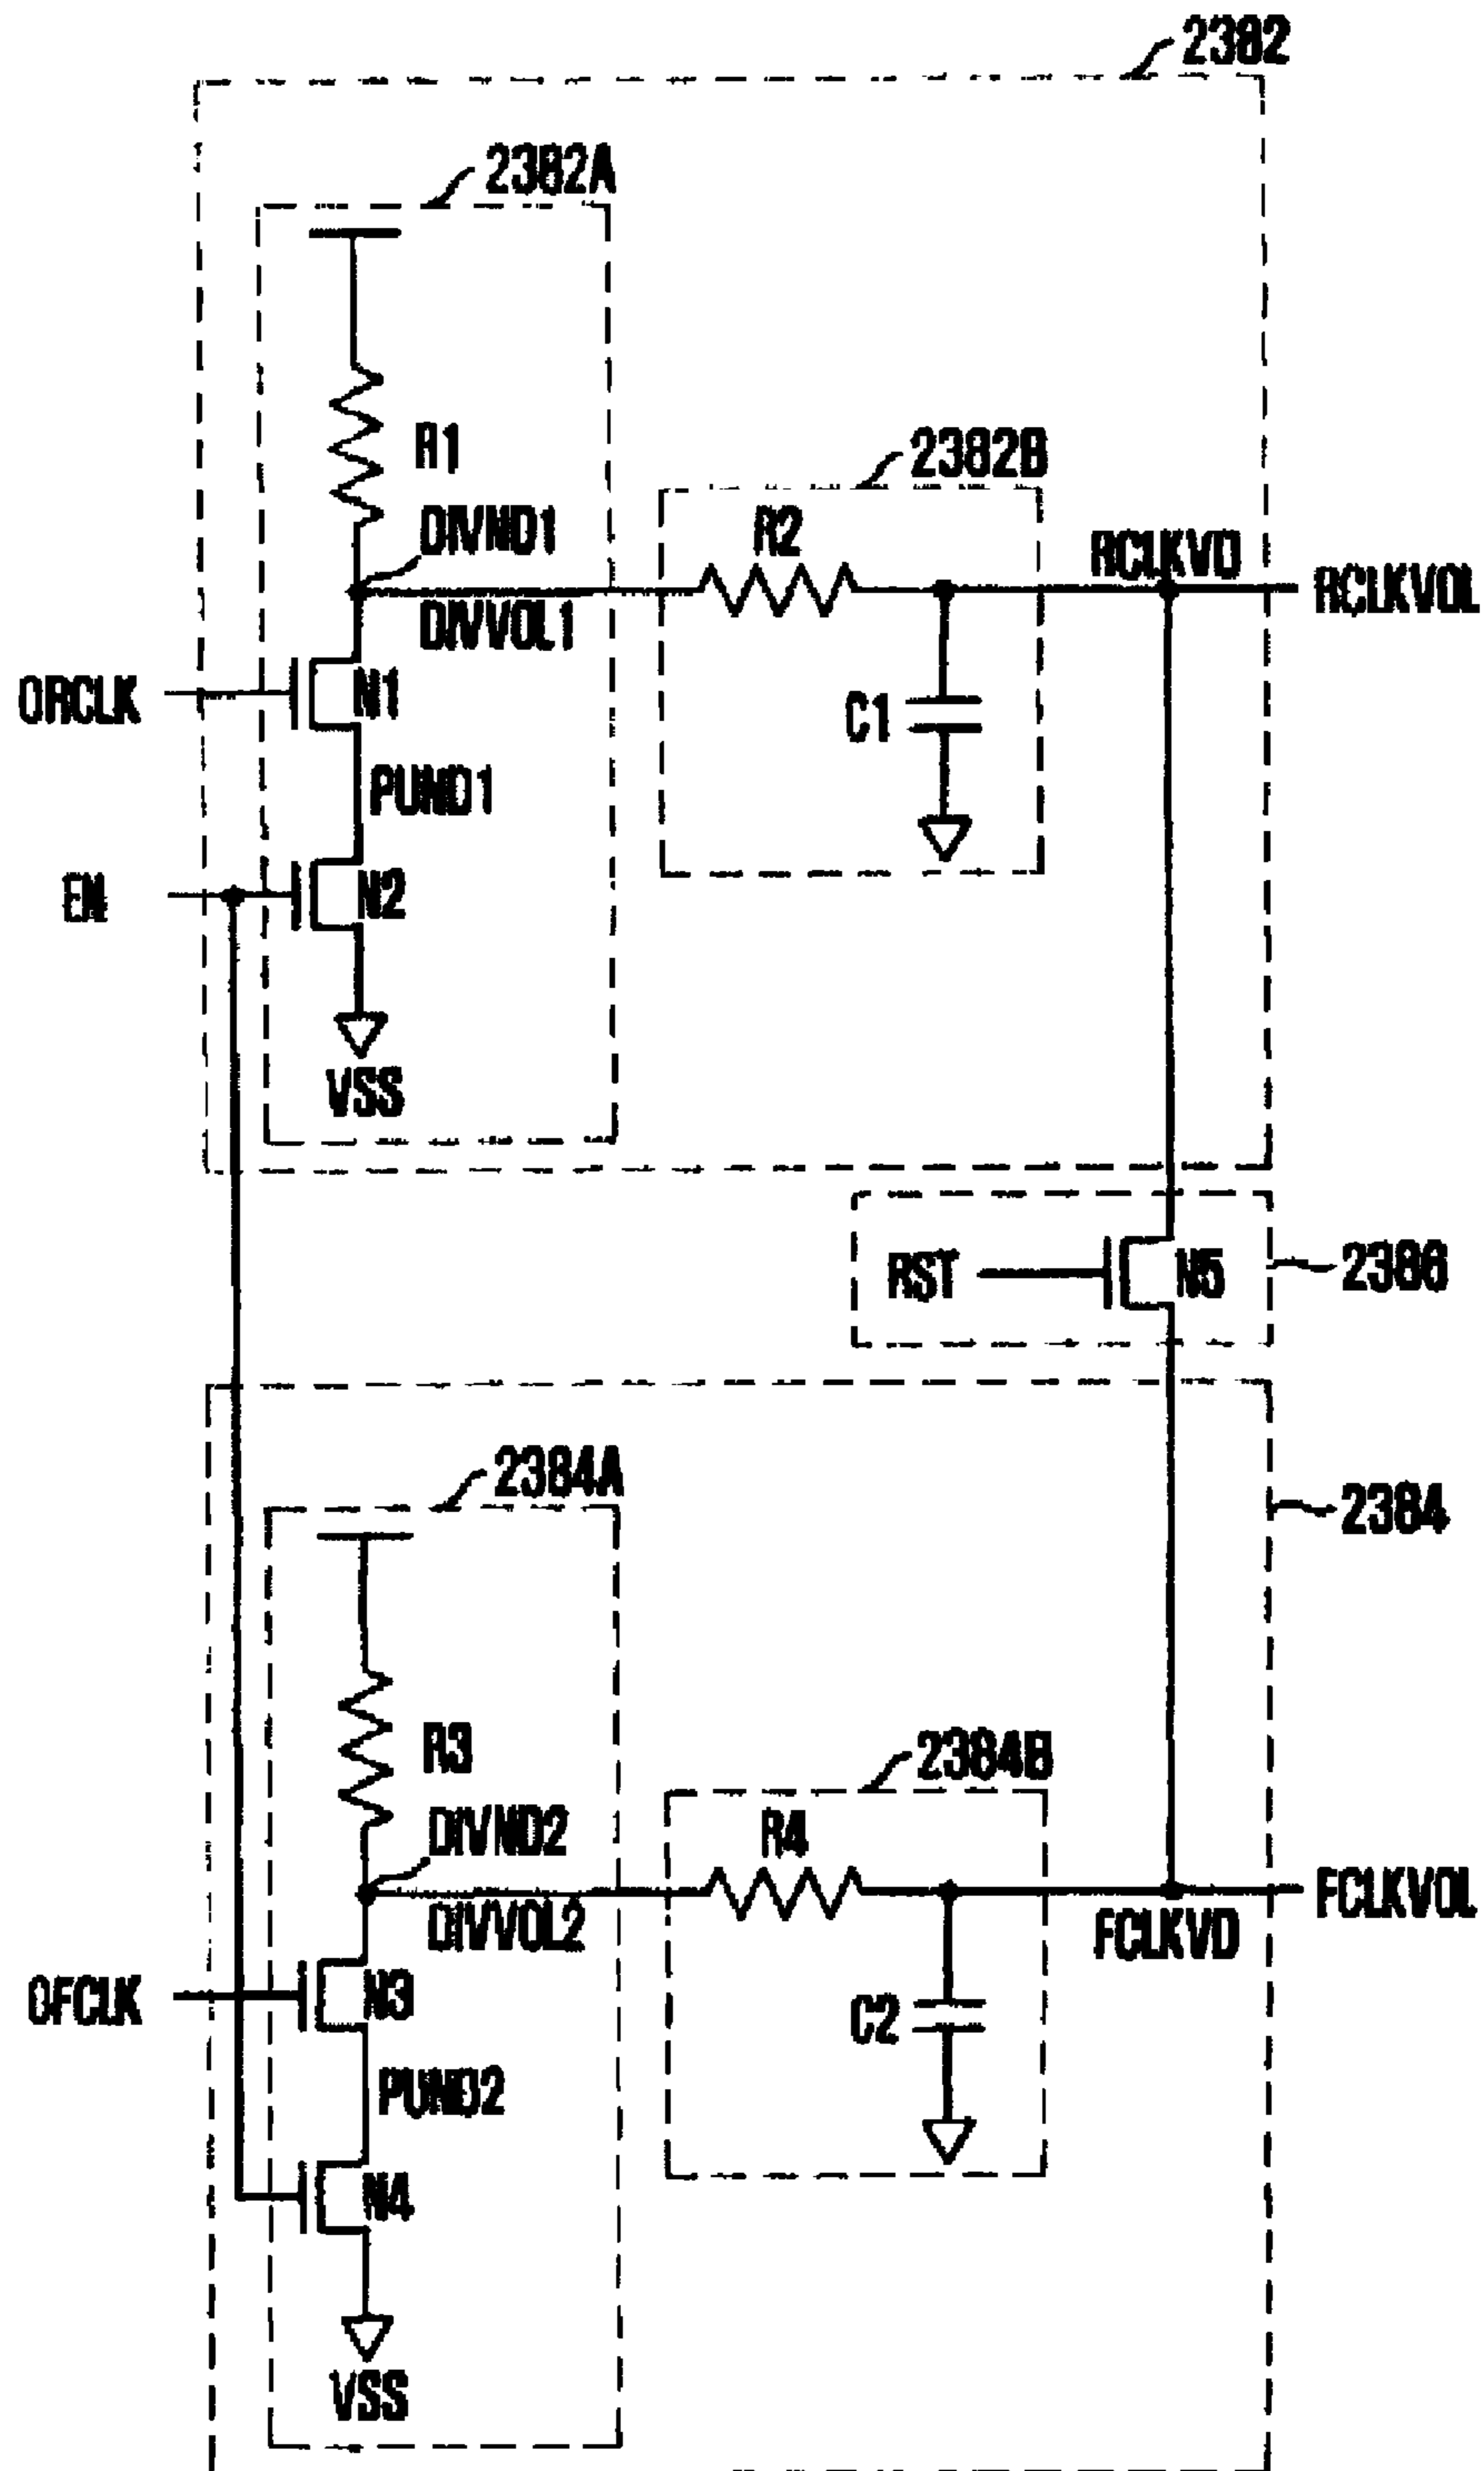 2382
2382A
R1
DIVND1
DIVVOL1
2382B
R2
RCLKVD
RCLKVOL
ORCLK
N1
C1
PUND1
EN
N2
VSS
RST
N5
2386
2384
2384A
R3
DIVND2
DIVVOL2
2384B
R4
FCLKVD
FCLKVOL
OFCLK
N3
C2
PUND2
N4
VSS